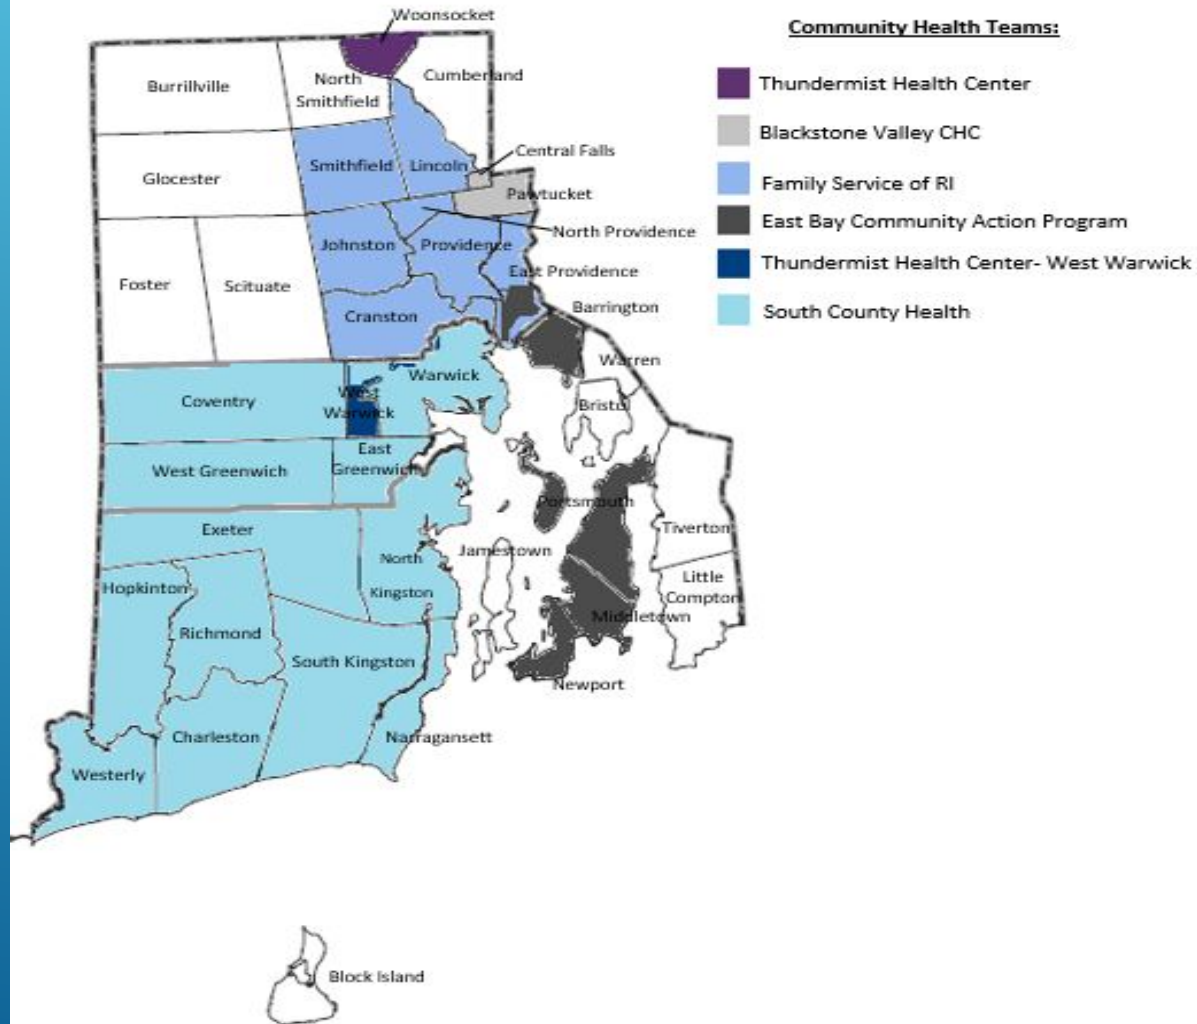 Woonsocket
Community Health Teams:
Burrillville
North
Smithfield
Cumberland
Thundermist Health Center
Blackstone Valley CHC
Central Falls
Smithfield
Lincoln
Glocester
Pawtucket
Family Service of RI
East Bay Community Action Program
North Providence
Johnston
Providence
East Providence
Thundermist Health Center- West Warwick
Foster
Scituate
Barrington
South County Health
Cranston
Warren
Warwick
Coventry
West
Warwick
Bristol
East
Greenwich
West Greenwich
Portsmouth
Exeter
Tiverton
North
Kingston
Jamestown
Hopkinton
Little
Compton
Middletown
Richmond
South Kingston
Newport
Charleston
Narragansett
Westerly
Block Island